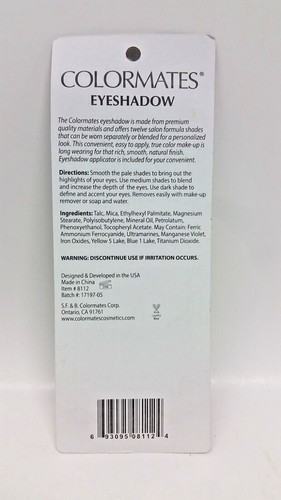 COLORMATES®
EYESHADOW
The Colormates eyeshadow is made from premium
quality materials and offers twelve salon formula shades
that can be worn separately or blended for a personalized
look. This convenient, easy to apply, true color make-up is
long wearing for that rich, smooth, natural finish.
Eyeshadow applicator is included for your convenient.
Directions: Smooth the pale shades to bring out the
highlights of your eyes. Use medium shades to blend
and increase the depth of the eyes. Use dark shade to
define and accent your eyes. Removes easily with make-up
remover or soap and water.
Ingredients: Talc, Mica, Ethylhexyl Palmitate, Magnesium
Stearate, Polyisobutylene, Mineral Oil, Petrolatum,
Phenoxyethanol, Tocopheryl Acetate. May Contain: Ferric
Ammonium Ferrocyanide, Ultramarines, Manganese Violet,
Iron Oxides, Yellow 5 Lake, Blue 1 Lake, Titanium Dioxide.
WARNING: DISCONTINUE USE IF IRRITATION OCCURS.
Designed & Developed in the USA
Made in China
Item # 8112
Batch #: 17197-05
S.F. & B. Colormates Corp.
Ontario, CA 91761
www.colormatescosmetics.com
6 93095 08112 4